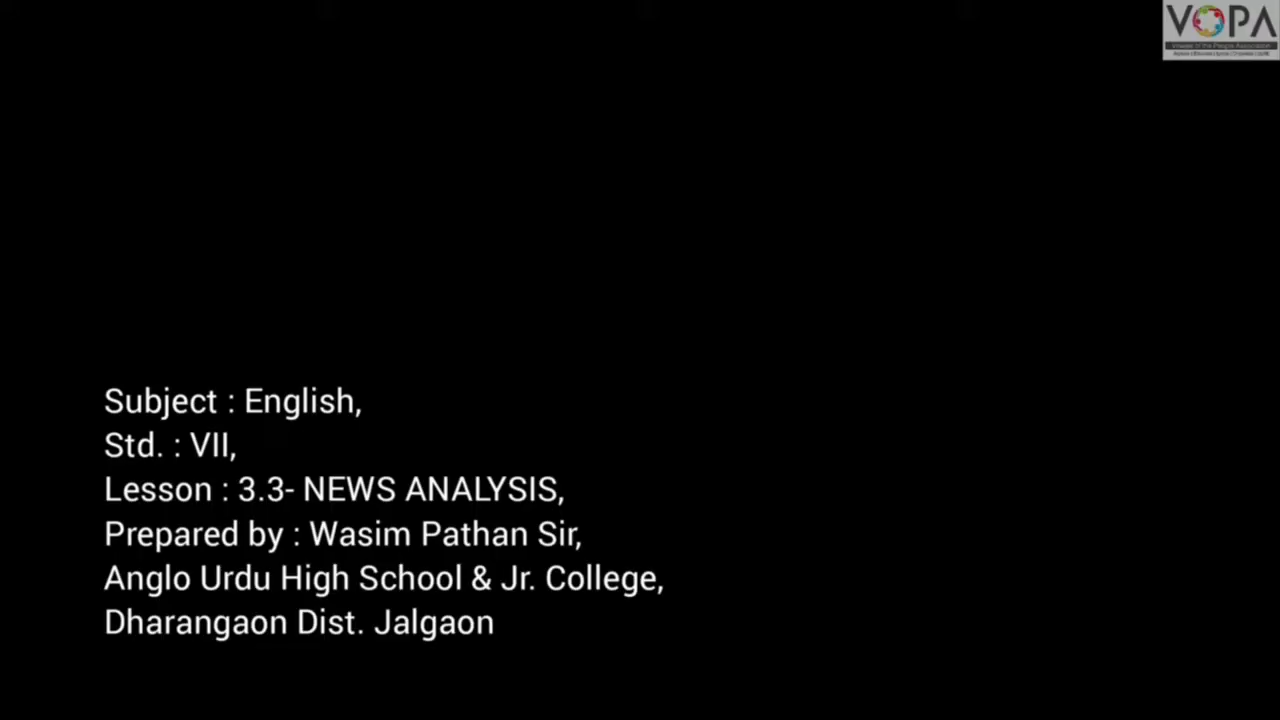 VOPA
Subject : English,
Std. : VII,
Lesson : 3.3- NEWS ANALYSIS,
Prepared by : Wasim Pathan Sir,
Anglo Urdu High School & Jr. College,
Dharangaon Dist. Jalgaon